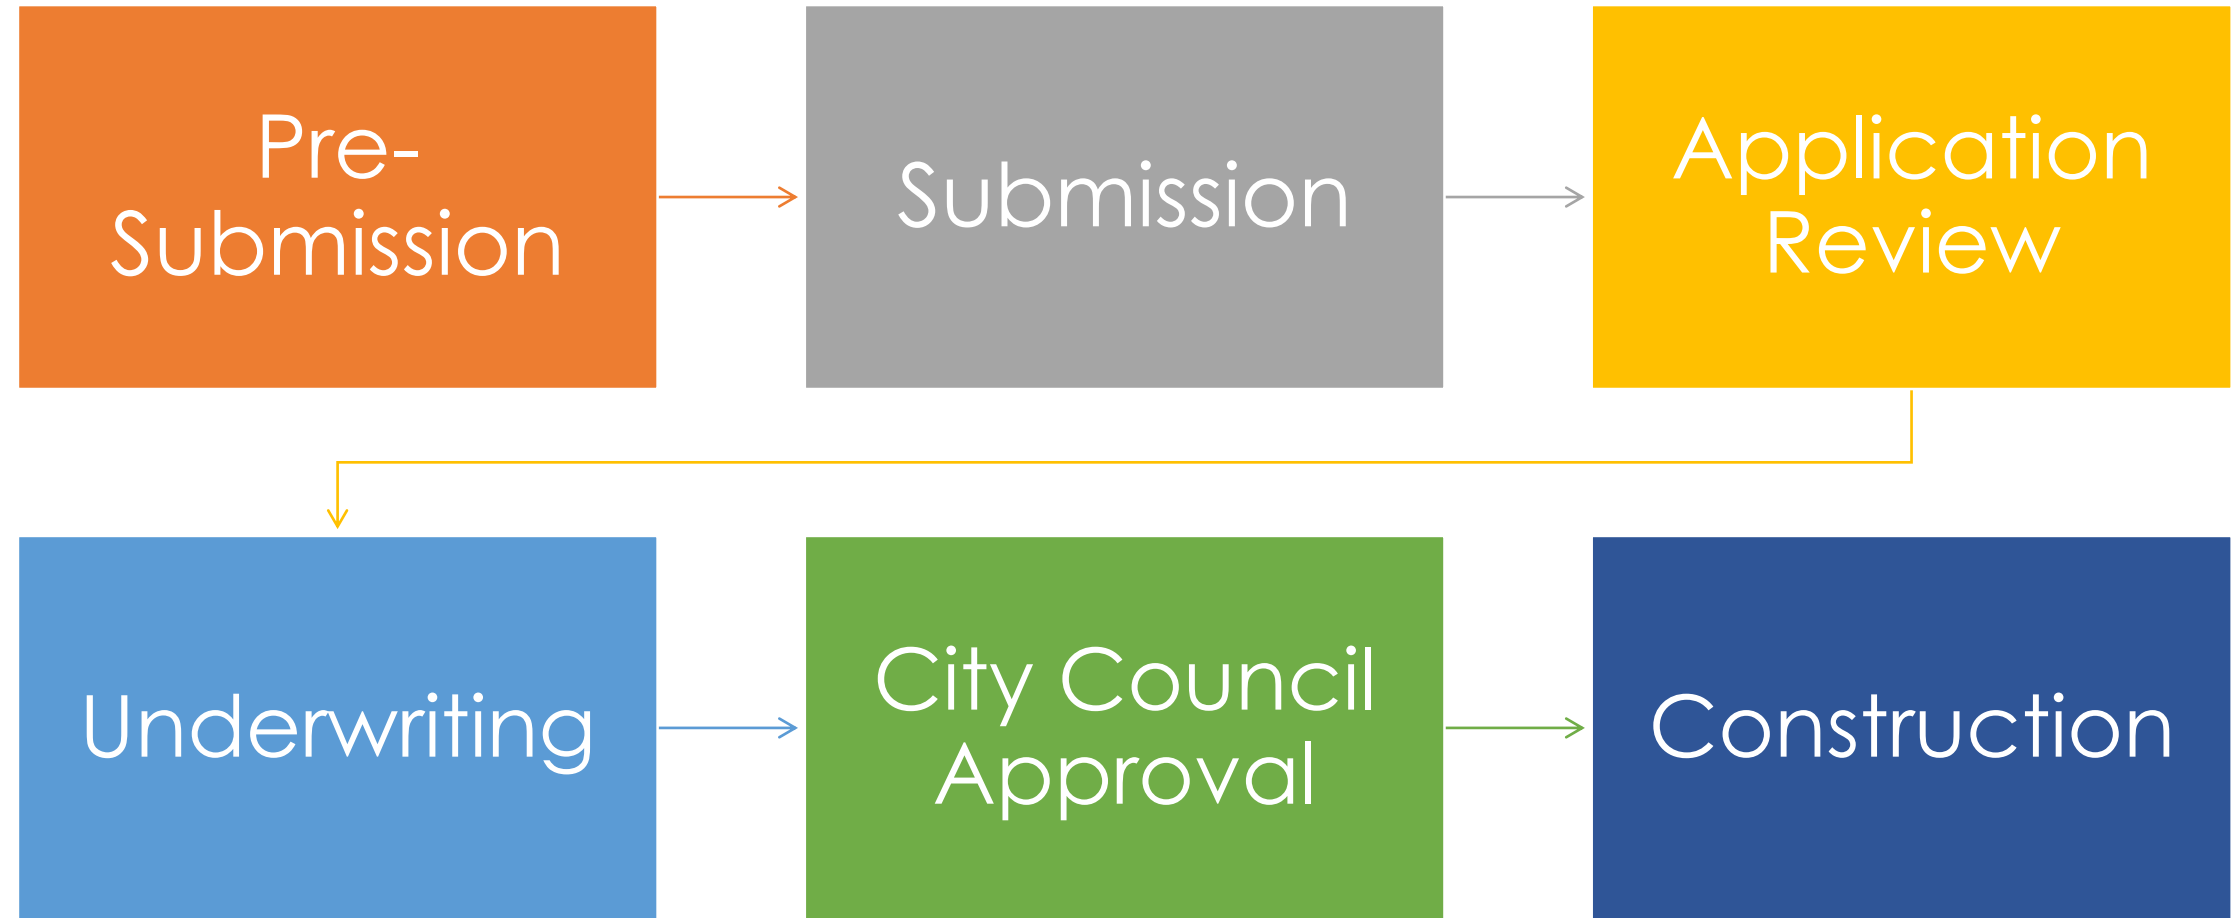 Pre-
Submission
Submission
Application
Review
Underwriting
City Council
Approval
Construction